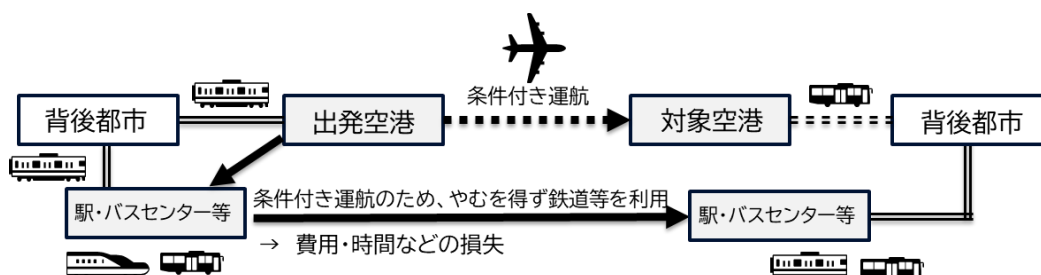 条件付き運航
背後都市
出発空港
対象空港
背後都市
駅・バスセンター等
条件付き運航のため、やむを得ず鉄道等を利用
→ 費用・時間などの損失
駅・バスセンター等